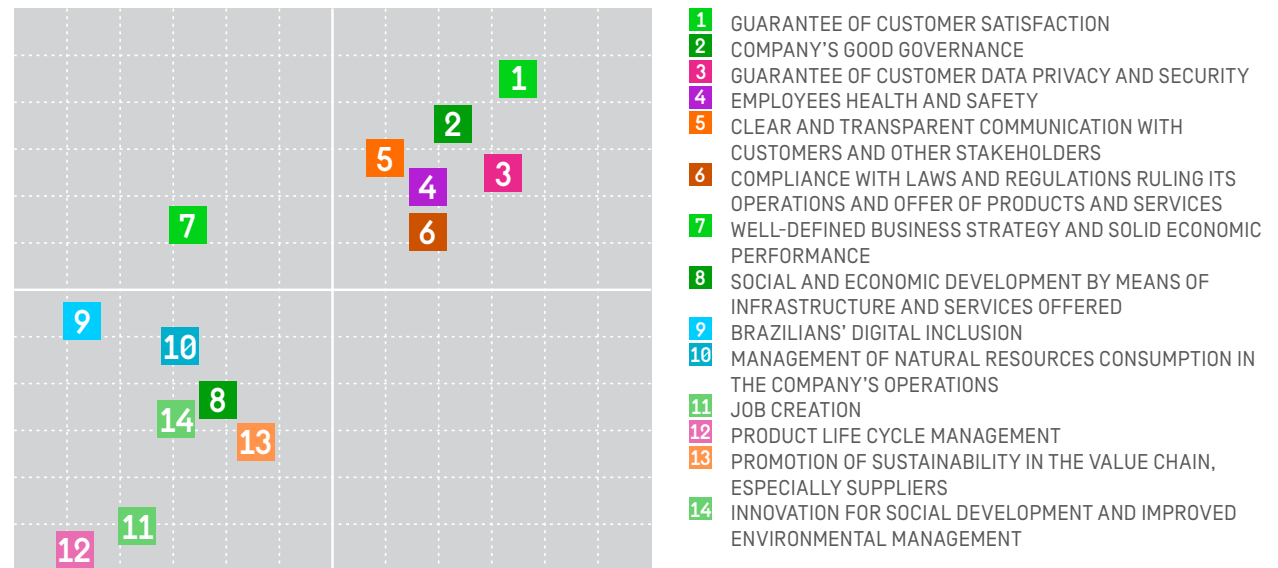 1
2
5
3
4
7
6
9
10
8
14
13
11
12
1 GUARANTEE OF CUSTOMER SATISFACTION
2 COMPANY’S GOOD GOVERNANCE
3 GUARANTEE OF CUSTOMER DATA PRIVACY AND SECURITY
4 EMPLOYEES HEALTH AND SAFETY
5 CLEAR AND TRANSPARENT COMMUNICATION WITH
CUSTOMERS AND OTHER STAKEHOLDERS
6 COMPLIANCE WITH LAWS AND REGULATIONS RULING ITS
OPERATIONS AND OFFER OF PRODUCTS AND SERVICES
7 WELL-DEFINED BUSINESS STRATEGY AND SOLID ECONOMIC
PERFORMANCE
8 SOCIAL AND ECONOMIC DEVELOPMENT BY MEANS OF
INFRASTRUCTURE AND SERVICES OFFERED
9 BRAZILIANS’ DIGITAL INCLUSION
10 MANAGEMENT OF NATURAL RESOURCES CONSUMPTION IN
THE COMPANY’S OPERATIONS
11 JOB CREATION
12 PRODUCT LIFE CYCLE MANAGEMENT
13 PROMOTION OF SUSTAINABILITY IN THE VALUE CHAIN,
ESPECIALLY SUPPLIERS
14 INNOVATION FOR SOCIAL DEVELOPMENT AND IMPROVED
ENVIRONMENTAL MANAGEMENT